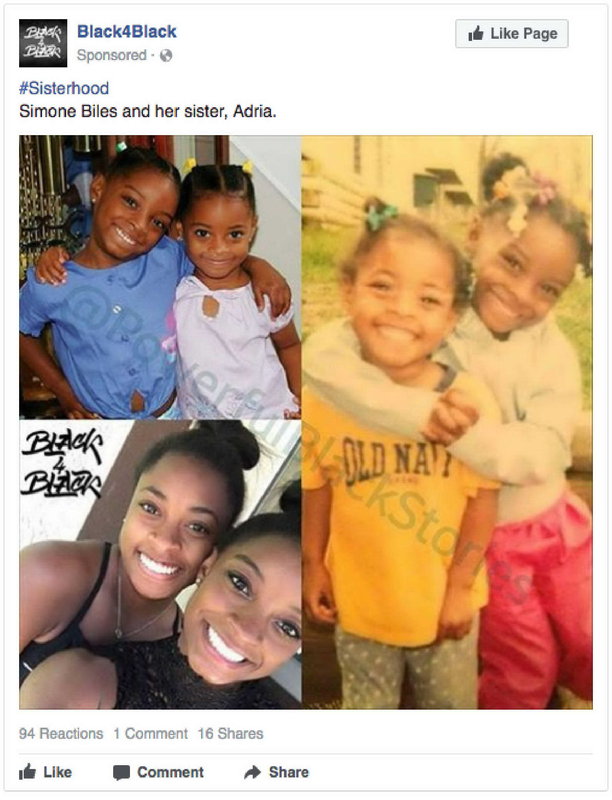 BLACK
4
BLACK
Black4Black
Sponsored ·
Like Page
#Sisterhood
Simone Biles and her sister, Adria.
@PowerfulBlackStories
BLACK
4
BLACK
OLD NAVY
94 Reactions 1 Comment 16 Shares
Like Comment Share